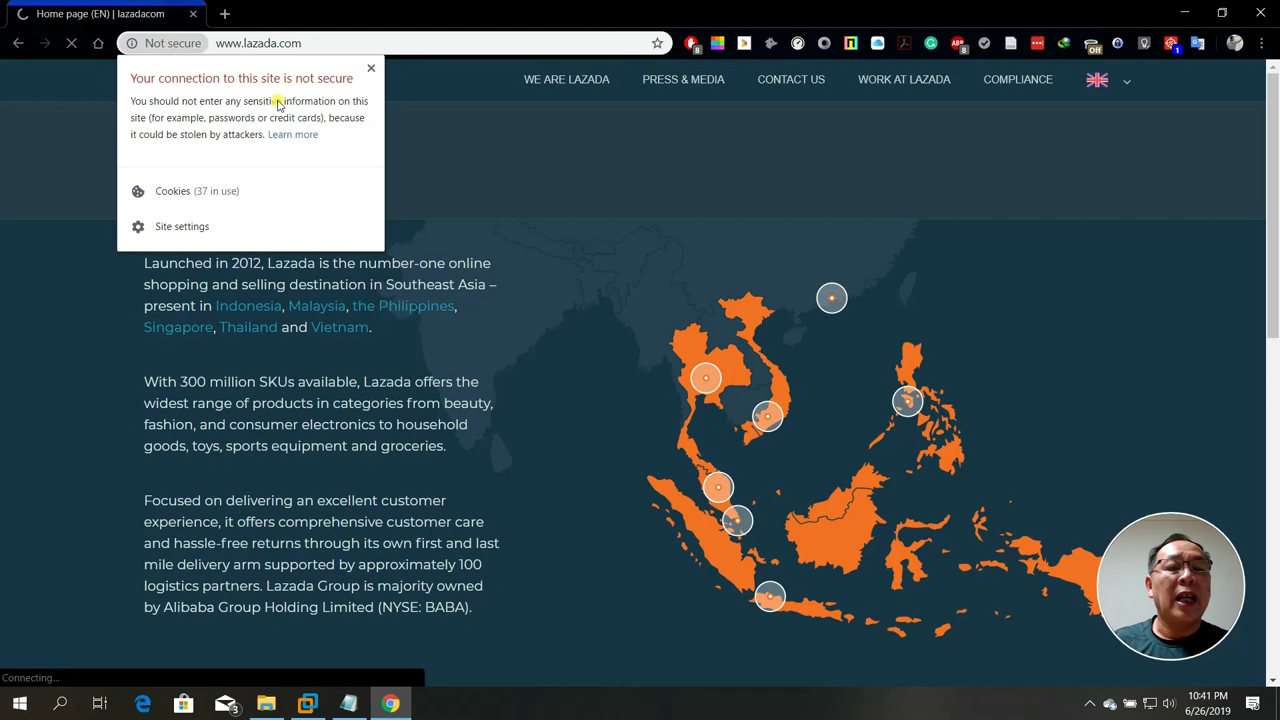 Home page (EN) | lazadacom
Not secure
www.lazada.com
Your connection to this site is not secure
You should not enter any sensitive information on this
site (for example, passwords or credit cards), because
it could be stolen by attackers. Learn more
Cookies (37 in use)
Site settings
WE ARE LAZADA
PRESS & MEDIA
CONTACT US
WORK AT LAZADA
COMPLIANCE
Launched in 2012, Lazada is the number-one online
shopping and selling destination in Southeast Asia –
present in Indonesia, Malaysia, the Philippines,
Singapore, Thailand and Vietnam.
With 300 million SKUs available, Lazada offers the
widest range of products in categories from beauty,
fashion, and consumer electronics to household
goods, toys, sports equipment and groceries.
Focused on delivering an excellent customer
experience, it offers comprehensive customer care
and hassle-free returns through its own first and last
mile delivery arm supported by approximately 100
logistics partners. Lazada Group is majority owned
by Alibaba Group Holding Limited (NYSE: BABA).
Connecting...
3
10:41 PM
6/26/2019